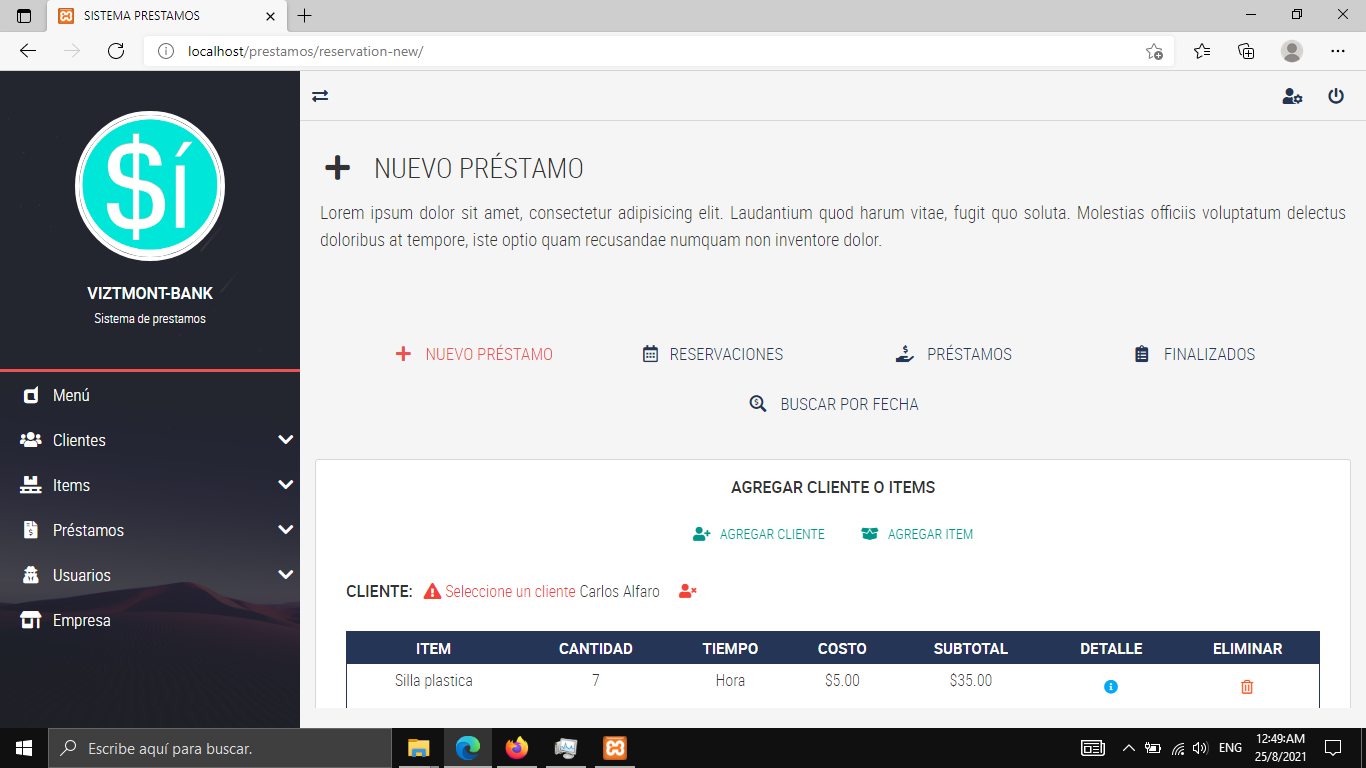 SISTEMA PRESTAMOS
localhost/prestamos/reservation-new/
$í
VIZTMONT-BANK
Sistema de prestamos
Menú
Clientes
Items
Préstamos
Usuarios
Empresa
NUEVO PRÉSTAMO
Lorem ipsum dolor sit amet, consectetur adipisicing elit. Laudantium quod harum vitae, fugit quo soluta. Molestias officiis voluptatum delectus
doloribus at tempore, iste optio quam recusandae numquam non inventore dolor.
NUEVO PRÉSTAMO RESERVACIONES PRÉSTAMOS FINALIZADOS
BUSCAR POR FECHA
AGREGAR CLIENTE O ITEMS
AGREGAR CLIENTE AGREGAR ITEM
CLIENTE: Seleccione un cliente Carlos Alfaro
ITEM CANTIDAD TIEMPO COSTO SUBTOTAL DETALLE ELIMINAR
Silla plastica 7 Hora $5.00 $35.00
Escribe aquí para buscar.
ENG
12:49:AM
25/8/2021